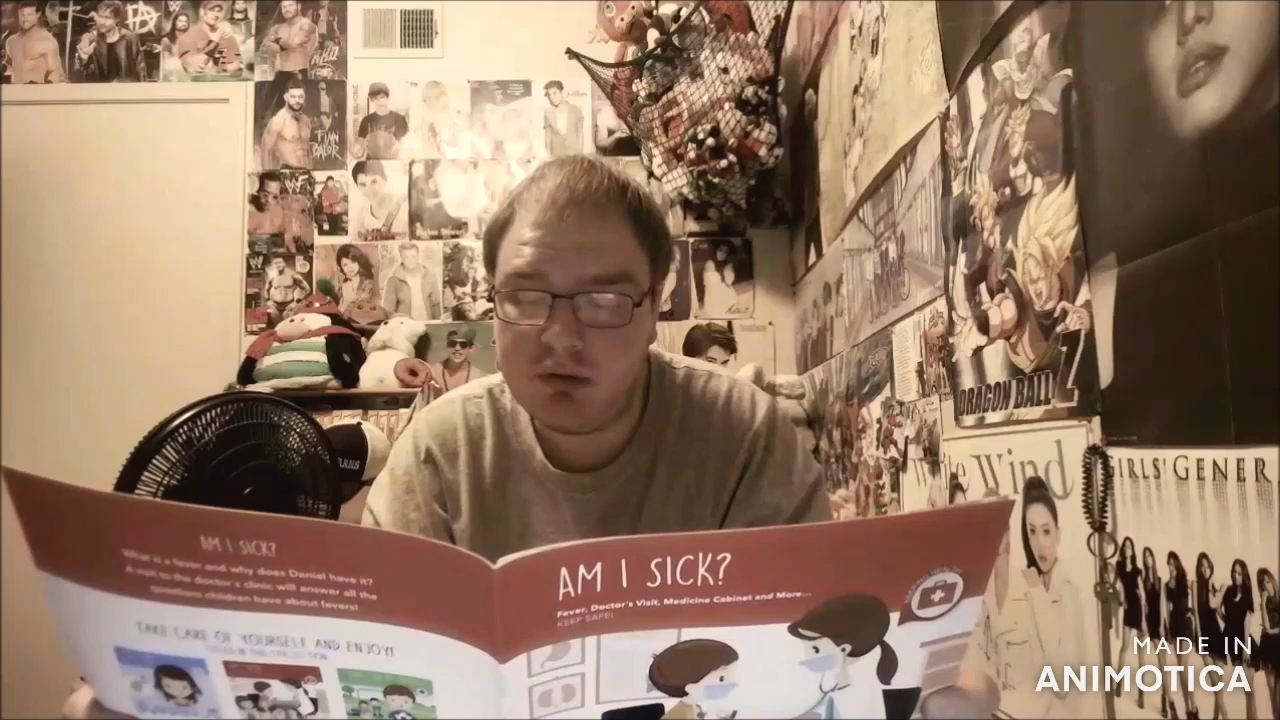 FINN
BALOR
DRAGON BALL Z
Wind
GIRLS' GENER
AM I SICK?
What is a fever and why does Daniel have it?
A visit to the doctor's clinic will answer all the
questions children have about fevers!
TAKE CARE OF YOURSELF AND ENJOY!
AM I SICK?
Fever, Doctor's Visit, Medicine Cabinet and More...
KEEP SAFE!
MADE IN
ANIMOTICA